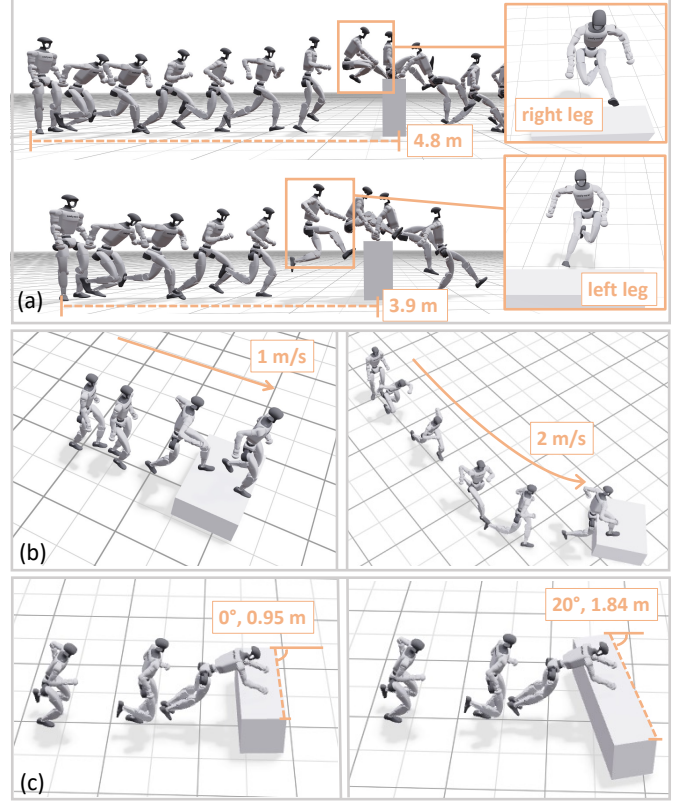 right leg
4.8 m
left leg
(a)
3.9 m
1 m/s
2 m/s
(b)
0°, 0.95 m
20°, 1.84 m
(c)